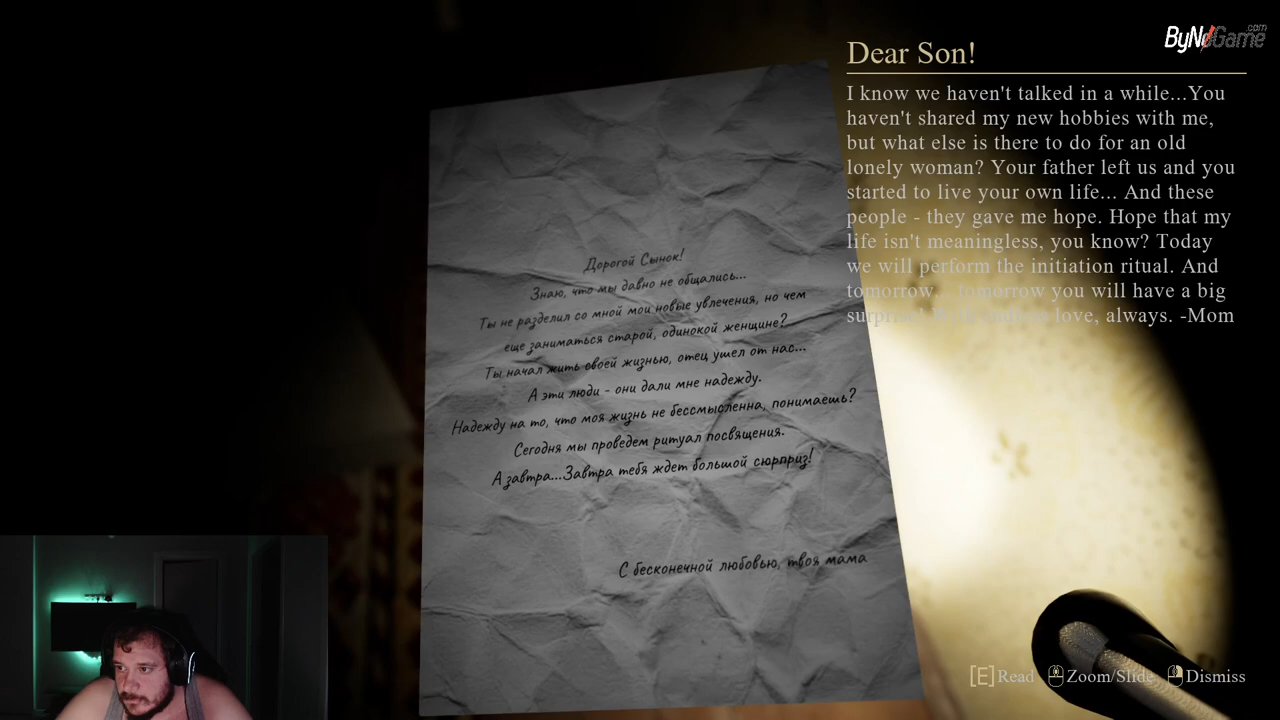 ByNoGame.com
Dear Son!
I know we haven't talked in a while...You
haven't shared my new hobbies with me,
but what else is there to do for an old
lonely woman? Your father left us and you
started to live your own life... And these
people - they gave me hope. Hope that my
life isn't meaningless, you know? Today
we will perform the initiation ritual. And
tomorrow... tomorrow you will have a big
surprise! love, always. -Mom
Дорогой Сынок!
Знаю, что мы давно не общались...
Ты не разделил со мной мои новые увлечения, но чем
еще заниматься старой, одинокой женщине?
Ты начал жить своей жизнью, отец ушел от нас...
А эти люди - они дали мне надежду.
Надежду на то, что моя жизнь не бессмысленна, понимаешь?
Сегодня мы проведем ритуал посвящения.
А завтра...Завтра тебя ждет большой сюрприз!
С бесконечной любовью, твоя мама
[E]Read Zoom/Slide Dismiss